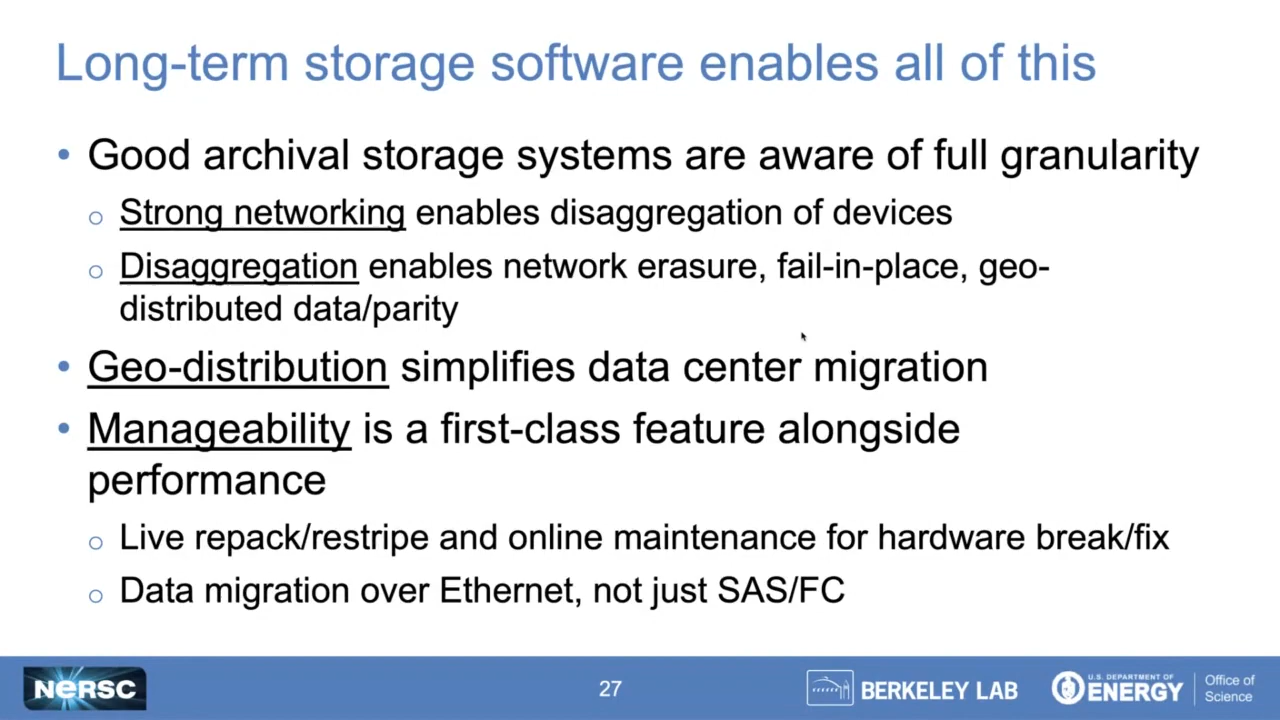 Long-term storage software enables all of this
• Good archival storage systems are aware of full granularity
o Strong networking enables disaggregation of devices
o Disaggregation enables network erasure, fail-in-place, geo-
distributed data/parity
• Geo-distribution simplifies data center migration
• Manageability is a first-class feature alongside
performance
o Live repack/restripe and online maintenance for hardware break/fix
o Data migration over Ethernet, not just SAS/FC
NERSC
27
BERKELEY LAB
U.S. DEPARTMENT OF
ENERGY
Office of
Science